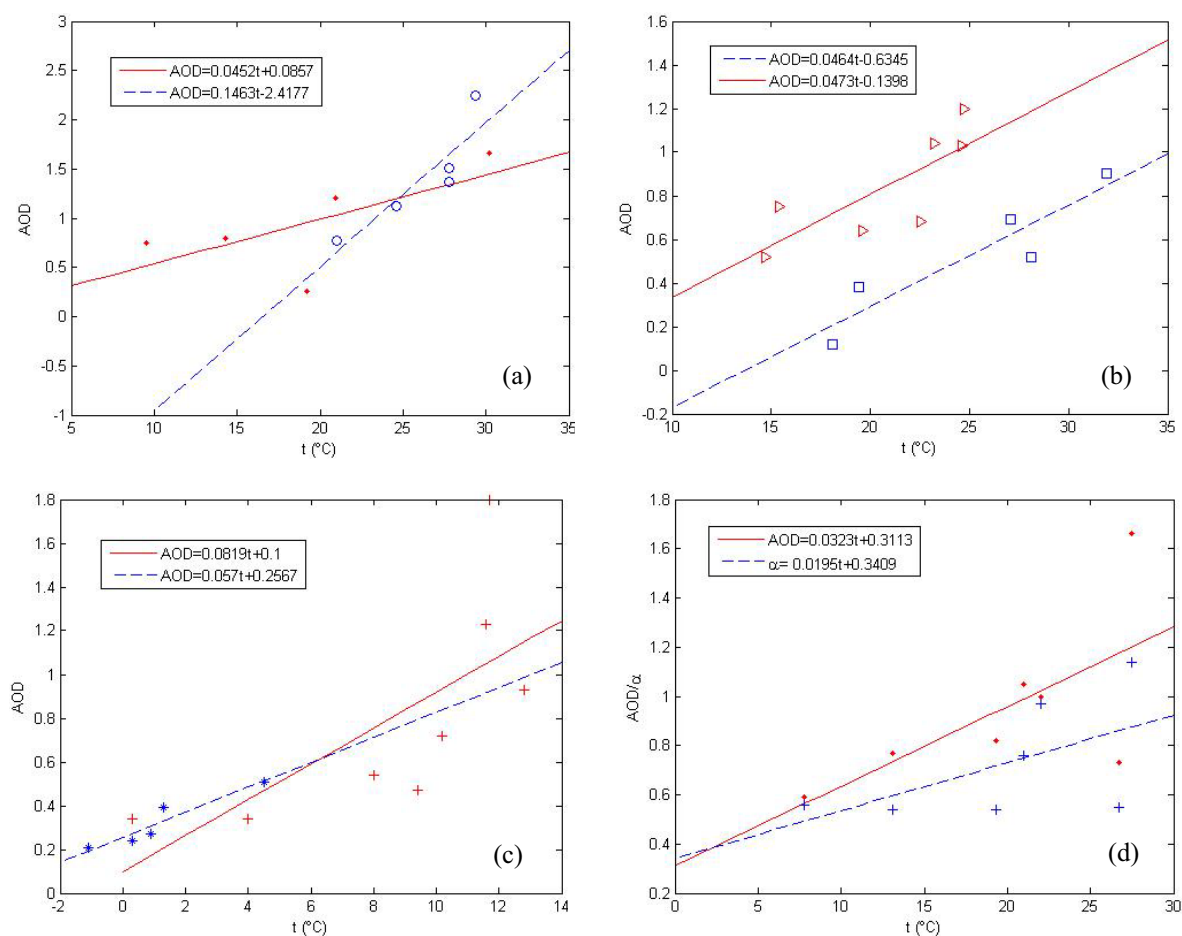 3
2.5
2
1.5
1
0.5
0
-0.5
-1
AOD
AOD=0.0452t+0.0857
AOD=0.1463t-2.4177
(a)
5 10 15 20 25 30 35
t (°C)
1.6
1.4
1.2
1
0.8
0.6
0.4
0.2
0
-0.2
AOD
AOD=0.0464t-0.6345
AOD=0.0473t-0.1398
(b)
10 15 20 25 30 35
t (°C)
1.8
1.6
1.4
1.2
1
0.8
0.6
0.4
0.2
0
AOD
AOD=0.0819t+0.1
AOD=0.057t+0.2567
(c)
-2 0 2 4 6 8 10 12 14
t (°C)
1.8
1.6
1.4
1.2
1
0.8
0.6
0.4
0.2
AOD/α
AOD=0.0323t+0.3113
α= 0.0195t+0.3409
(d)
0 5 10 15 20 25 30
t (°C)